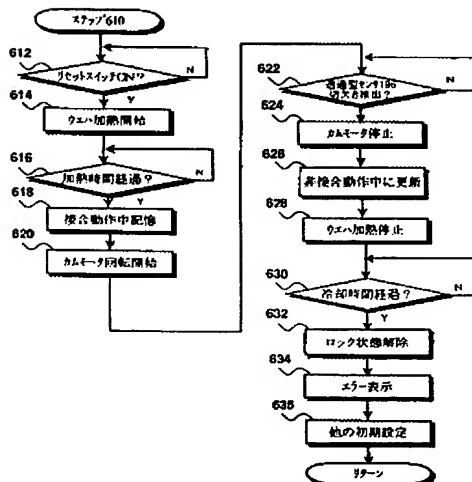 ステップ610
612
リセットスイッチON?
N
Y
614
ウエハ加熱開始
616
加熱時間経過?
N
Y
618
接合動作中記憶
620
カムモータ回転開始
622
透過型センサ196
切欠き検出?
N
Y
624
カムモータ停止
626
非接合動作中に更新
628
ウエハ加熱停止
630
冷却時間経過?
N
Y
632
ロック状態解除
634
エラー表示
635
他の初期設定
リターン